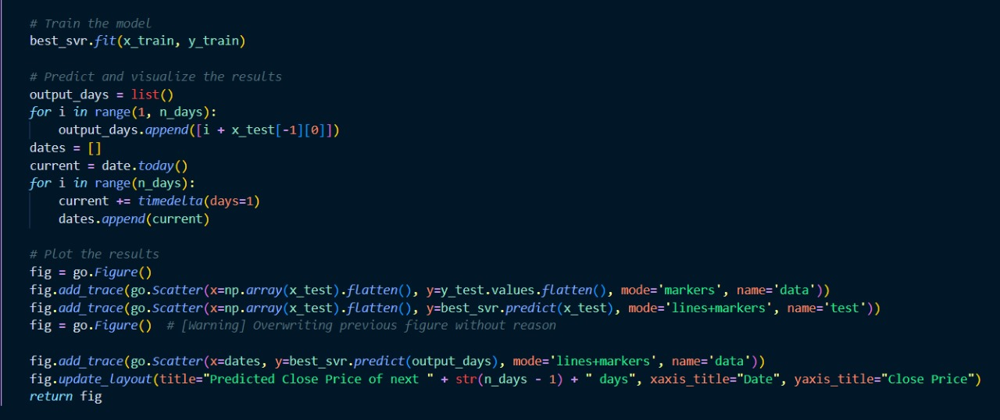 # Train the model
best_svr.fit(x_train, y_train)
# Predict and visualize the results
output_days = list()
for i in range(1, n_days):
output_days.append([i + x_test[-1][0]])
dates = []
current = date.today()
for i in range(n_days):
current += timedelta(days=1)
dates.append(current)
# Plot the results
fig = go.Figure()
fig.add_trace(go.Scatter(x=np.array(x_test).flatten(), y=y_test.values.flatten(), mode='markers', name='data'))
fig.add_trace(go.Scatter(x=np.array(x_test).flatten(), y=best_svr.predict(x_test), mode='lines+markers', name='test'))
fig = go.Figure()  # [Warning] Overwriting previous figure without reason
fig.add_trace(go.Scatter(x=dates, y=best_svr.predict(output_days), mode='lines+markers', name='data'))
fig.update_layout(title="Predicted Close Price of next " + str(n_days - 1) + " days", xaxis_title="Date", yaxis_title="Close Price")
return fig